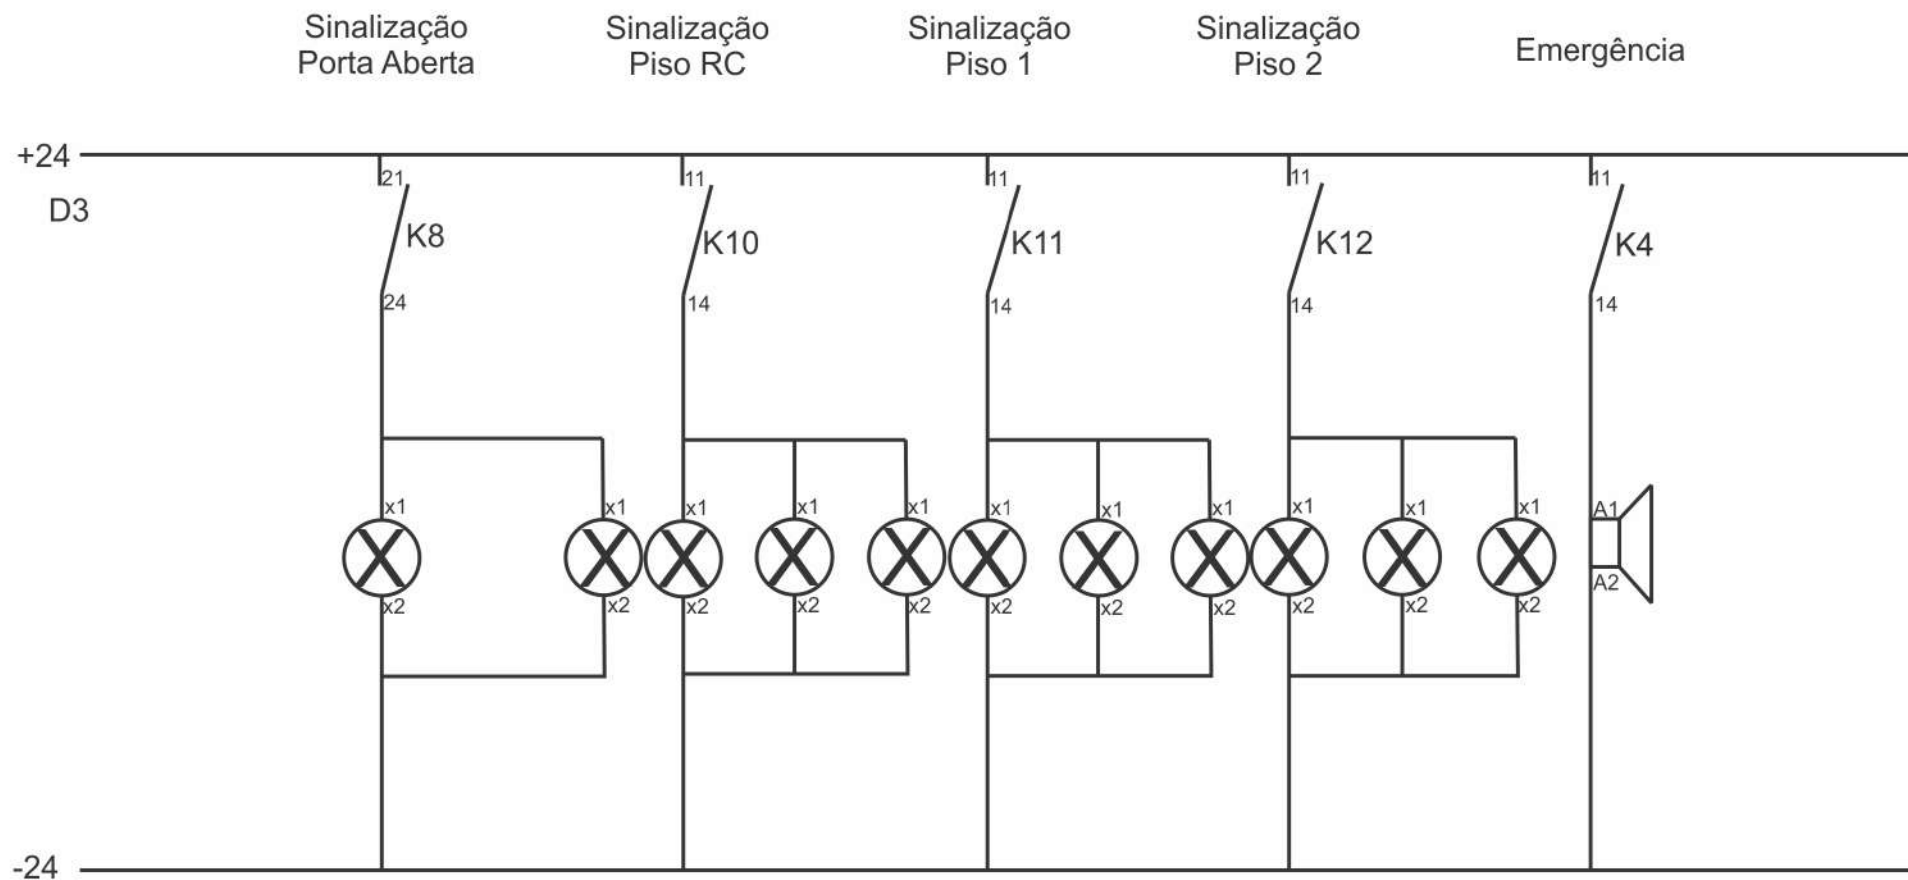 Sinalização
Porta Aberta
Sinalização
Piso RC
Sinalização
Piso 1
Sinalização
Piso 2
Emergência
+24
D3
21
11
11
11
11
K8
K10
K11
K12
K4
24
14
14
14
14
x1
x1
x1
x1
x1
x1
x1
x1
x1
x1
x1
A1
x2
x2
x2
x2
x2
x2
x2
x2
x2
x2
x2
A2
-24